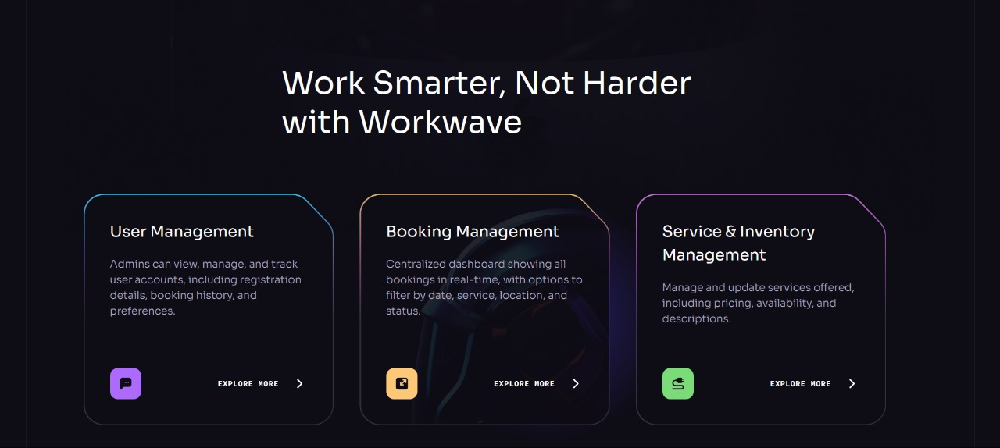 Work Smarter, Not Harder
with Workwave
User Management
Admins can view, manage, and track
user accounts, including registration
details, booking history, and
preferences.
EXPLORE MORE
Booking Management
Centralized dashboard showing all
bookings in real-time, with options to
filter by date, service, location, and
status.
EXPLORE MORE
Service & Inventory
Management
Manage and update services offered,
including pricing, availability, and
descriptions.
EXPLORE MORE